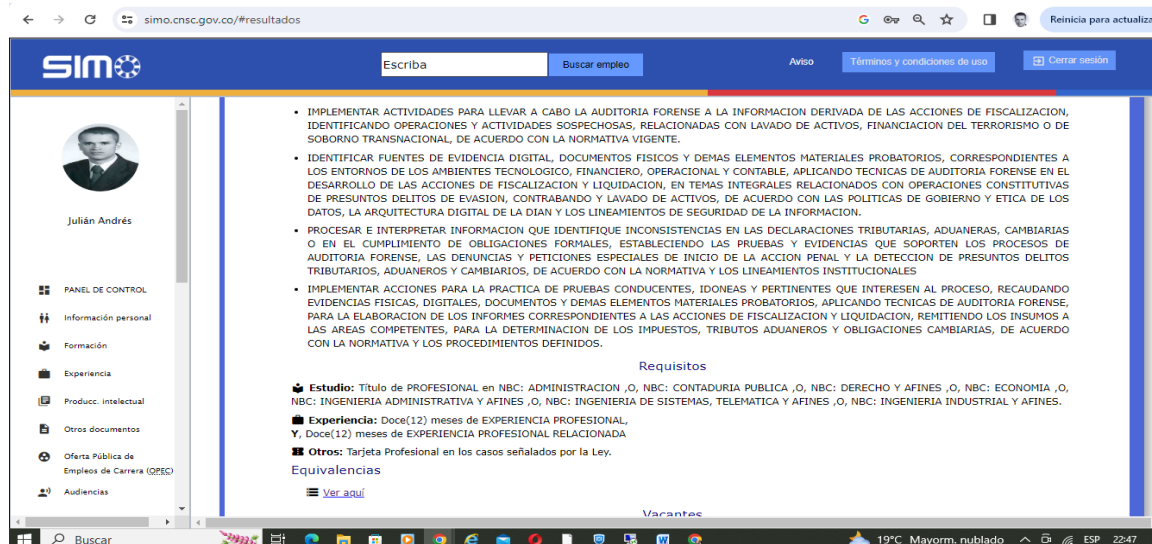 simo.cnsc.gov.co/#resultados
Reinicia para actualiza
SIMO
Escriba
Buscar empleo
Aviso
Términos y condiciones de uso
Cerrar sesión
Julián Andrés
PANEL DE CONTROL
Información personal
Formación
Experiencia
Producc. intelectual
Otros documentos
Oferta Pública de
Empleos de Carrera (OPEC)
Audiencias
• IMPLEMENTAR ACTIVIDADES PARA LLEVAR A CABO LA AUDITORIA FORENSE A LA INFORMACION DERIVADA DE LAS ACCIONES DE FISCALIZACION,
IDENTIFICANDO OPERACIONES Y ACTIVIDADES SOSPECHOSAS, RELACIONADAS CON LAVADO DE ACTIVOS, FINANCIACION DEL TERRORISMO O DE
SOBORNO TRANSNACIONAL, DE ACUERDO CON LA NORMATIVA VIGENTE.
• IDENTIFICAR FUENTES DE EVIDENCIA DIGITAL, DOCUMENTOS FISICOS Y DEMAS ELEMENTOS MATERIALES PROBATORIOS, CORRESPONDIENTES A
LOS ENTORNOS DE LOS AMBIENTES TECNOLOGICO, FINANCIERO, OPERACIONAL Y CONTABLE, APLICANDO TECNICAS DE AUDITORIA FORENSE EN EL
DESARROLLO DE LAS ACCIONES DE FISCALIZACION Y LIQUIDACION, EN TEMAS INTEGRALES RELACIONADOS CON OPERACIONES CONSTITUTIVAS
DE PRESUNTOS DELITOS DE EVASION, CONTRABANDO Y LAVADO DE ACTIVOS, DE ACUERDO CON LAS POLITICAS DE GOBIERNO Y ETICA DE LOS
DATOS, LA ARQUITECTURA DIGITAL DE LA DIAN Y LOS LINEAMIENTOS DE SEGURIDAD DE LA INFORMACION.
• PROCESAR E INTERPRETAR INFORMACION QUE IDENTIFIQUE INCONSISTENCIAS EN LAS DECLARACIONES TRIBUTARIAS, ADUANERAS, CAMBIARIAS
O EN EL CUMPLIMIENTO DE OBLIGACIONES FORMALES, ESTABLECIENDO LAS PRUEBAS Y EVIDENCIAS QUE SOPORTEN LOS PROCESOS DE
AUDITORIA FORENSE, LAS DENUNCIAS Y PETICIONES ESPECIALES DE INICIO DE LA ACCION PENAL Y LA DETECCION DE PRESUNTOS DELITOS
TRIBUTARIOS, ADUANEROS Y CAMBIARIOS, DE ACUERDO CON LA NORMATIVA Y LOS LINEAMIENTOS INSTITUCIONALES
• IMPLEMENTAR ACCIONES PARA LA PRACTICA DE PRUEBAS CONDUCENTES, IDONEAS Y PERTINENTES QUE INTERESEN AL PROCESO, RECAUDANDO
EVIDENCIAS FISICAS, DIGITALES, DOCUMENTOS Y DEMAS ELEMENTOS MATERIALES PROBATORIOS, APLICANDO TECNICAS DE AUDITORIA FORENSE,
PARA LA ELABORACION DE LOS INFORMES CORRESPONDIENTES A LAS ACCIONES DE FISCALIZACION Y LIQUIDACION, REMITIENDO LOS INSUMOS A
LAS AREAS COMPETENTES, PARA LA DETERMINACION DE LOS IMPUESTOS, TRIBUTOS ADUANEROS Y OBLIGACIONES CAMBIARIAS, DE ACUERDO
CON LA NORMATIVA Y LOS PROCEDIMIENTOS DEFINIDOS.
Requisitos
Estudio: Título de PROFESIONAL en NBC: ADMINISTRACION ,O, NBC: CONTADURIA PUBLICA ,O, NBC: DERECHO Y AFINES ,O, NBC: ECONOMIA ,O,
NBC: INGENIERIA ADMINISTRATIVA Y AFINES ,O, NBC: INGENIERIA DE SISTEMAS, TELEMATICA Y AFINES ,O, NBC: INGENIERIA INDUSTRIAL Y AFINES.
Experiencia: Doce(12) meses de EXPERIENCIA PROFESIONAL,
Y, Doce(12) meses de EXPERIENCIA PROFESIONAL RELACIONADA
Otros: Tarjeta Profesional en los casos señalados por la Ley.
Equivalencias
Ver aquí
Vacantes
Buscar
19°C Mayorm. nublado
ESP
22:47